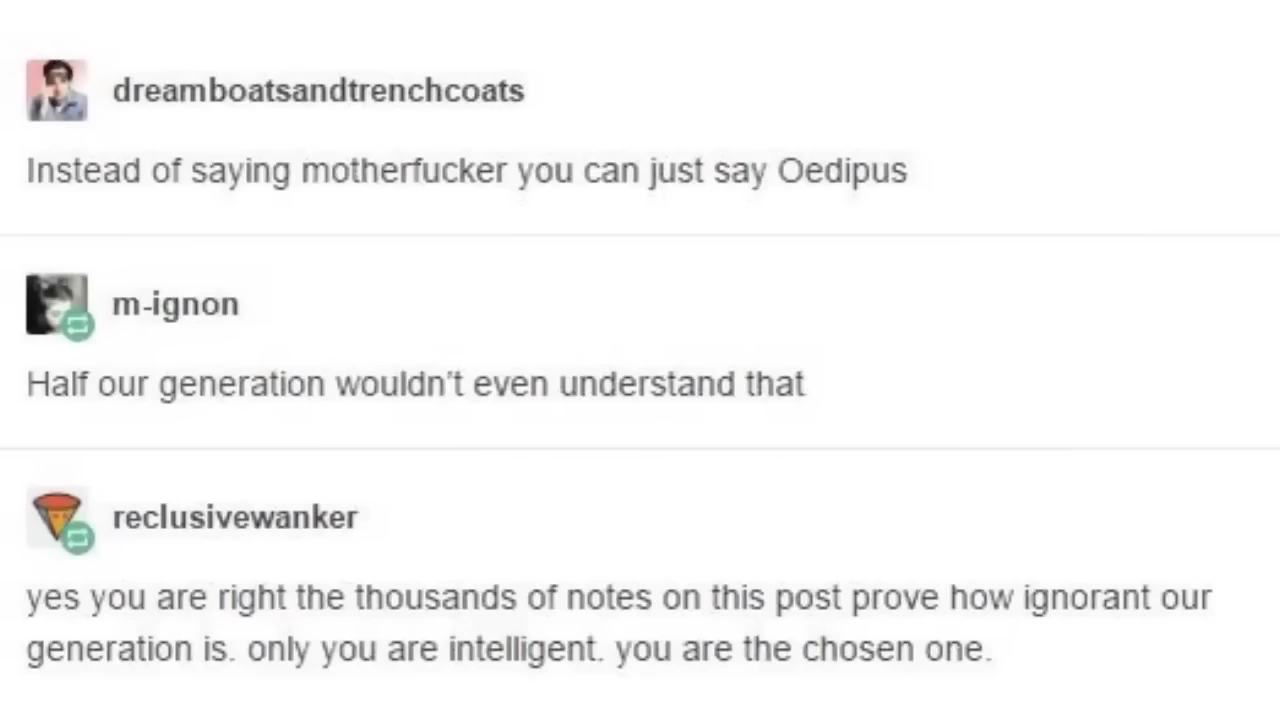 dreamboatsandtrenchcoats
Instead of saying motherfucker you can just say Oedipus
m-ignon
Half our generation wouldn't even understand that
reclusivewanker
yes you are right the thousands of notes on this post prove how ignorant our
generation is. only you are intelligent. you are the chosen one.